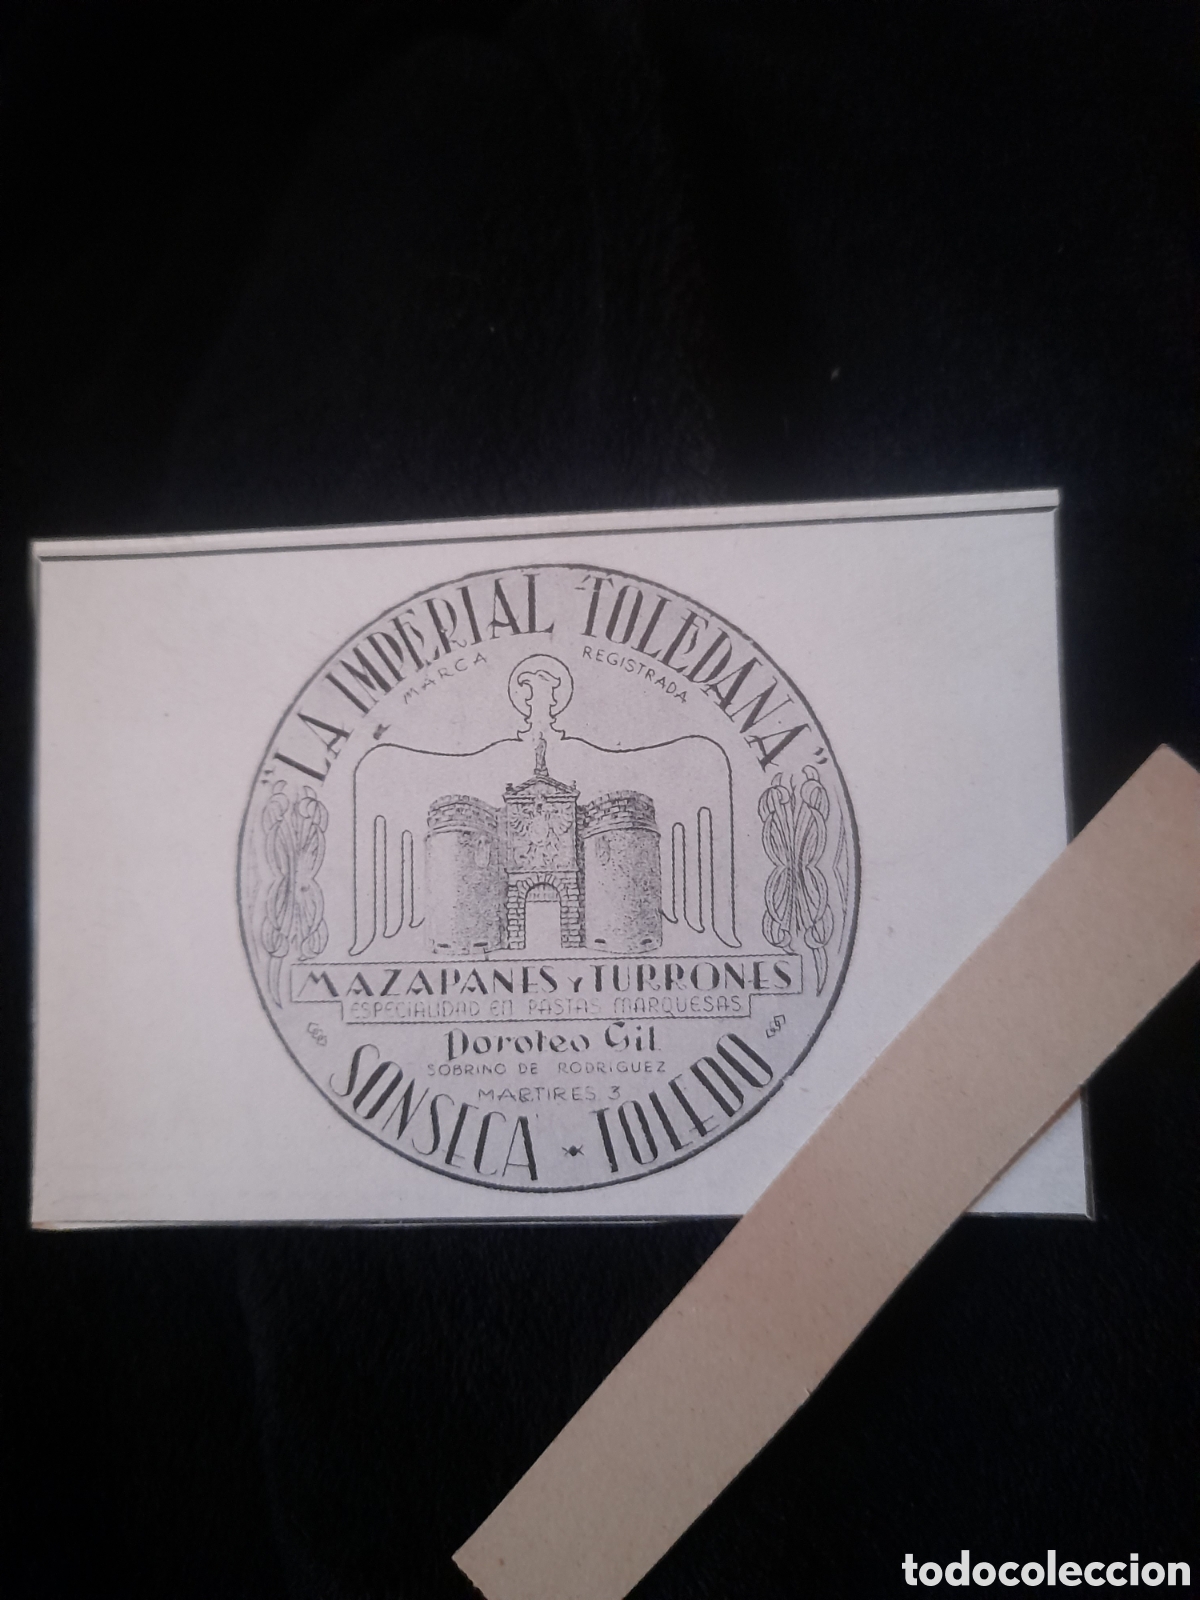 "LA IMPERIAL TOLEDANA"
MARCA REGISTRADA
MAZAPANES Y TURRONES
ESPECIALIDAD EN PASTAS MARQUESAS
Doroteo Gil
SOBRINO DE RODRIGUEZ
MARTIRES 3
SONSECA TOLEDO
todocoleccion